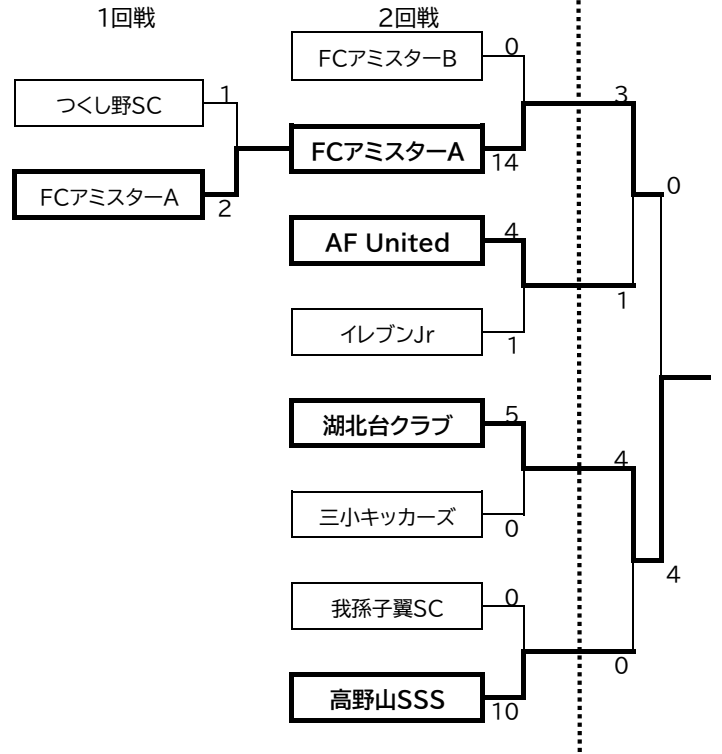 1回戦
2回戦
FCアミスターB
0
つくし野SC
1
3
FCアミスターA
14
FCアミスターA
2
0
AF United
4
1
イレブンJr
1
湖北台クラブ
5
4
三小キッカーズ
0
4
我孫子翼SC
0
0
高野山SSS
10